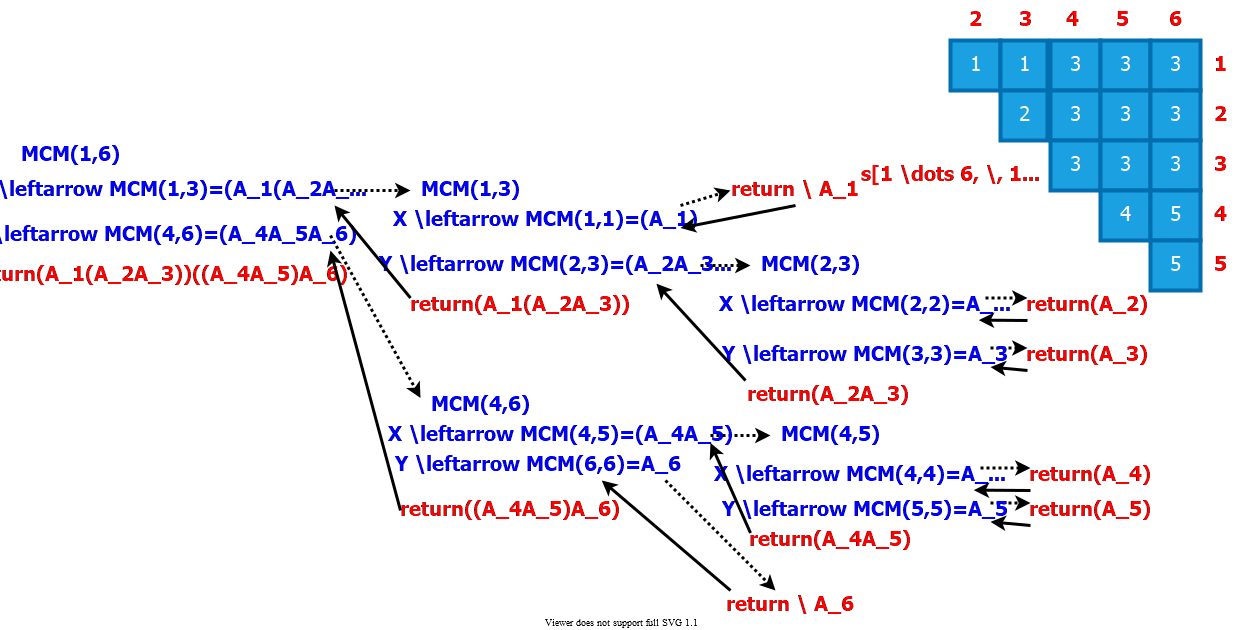 2 3 4 5 6
1 1 3 3 3 1
2 3 3 3 2
3 3 3 3
4 5 4
5 5
s[1 \dots 6, \, 1...
MCM(1,6)
\leftarrow MCM(1,3)=(A_1(A_2A_...
\leftarrow MCM(4,6)=(A_4A_5A_6)
urn(A_1(A_2A_3))((A_4A_5)A_6)
MCM(1,3)
X \leftarrow MCM(1,1)=(A_1)
return \ A_1
Y \leftarrow MCM(2,3)=(A_2A_3...
MCM(2,3)
return(A_1(A_2A_3))
X \leftarrow MCM(2,2)=A_...
return(A_2)
Y \leftarrow MCM(3,3)=A_3
return(A_3)
return(A_2A_3)
MCM(4,6)
X \leftarrow MCM(4,5)=(A_4A_5)
MCM(4,5)
Y \leftarrow MCM(6,6)=A_6
X \leftarrow MCM(4,4)=A_...
return(A_4)
return((A_4A_5)A_6)
Y \leftarrow MCM(5,5)=A_5
return(A_5)
return(A_4A_5)
return \ A_6
Viewer does not support full SVG 1.1